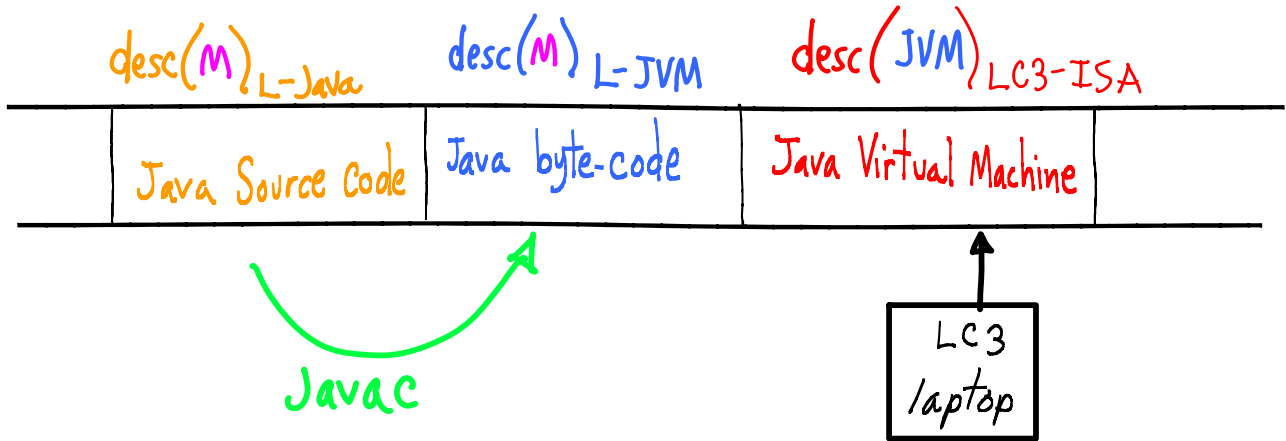 desc(M) L-Java
desc(M) L-JVM
desc(JVM) LC3-ISA
Java Source Code
Java byte-code
Java Virtual Machine
Javac
LC3
laptop